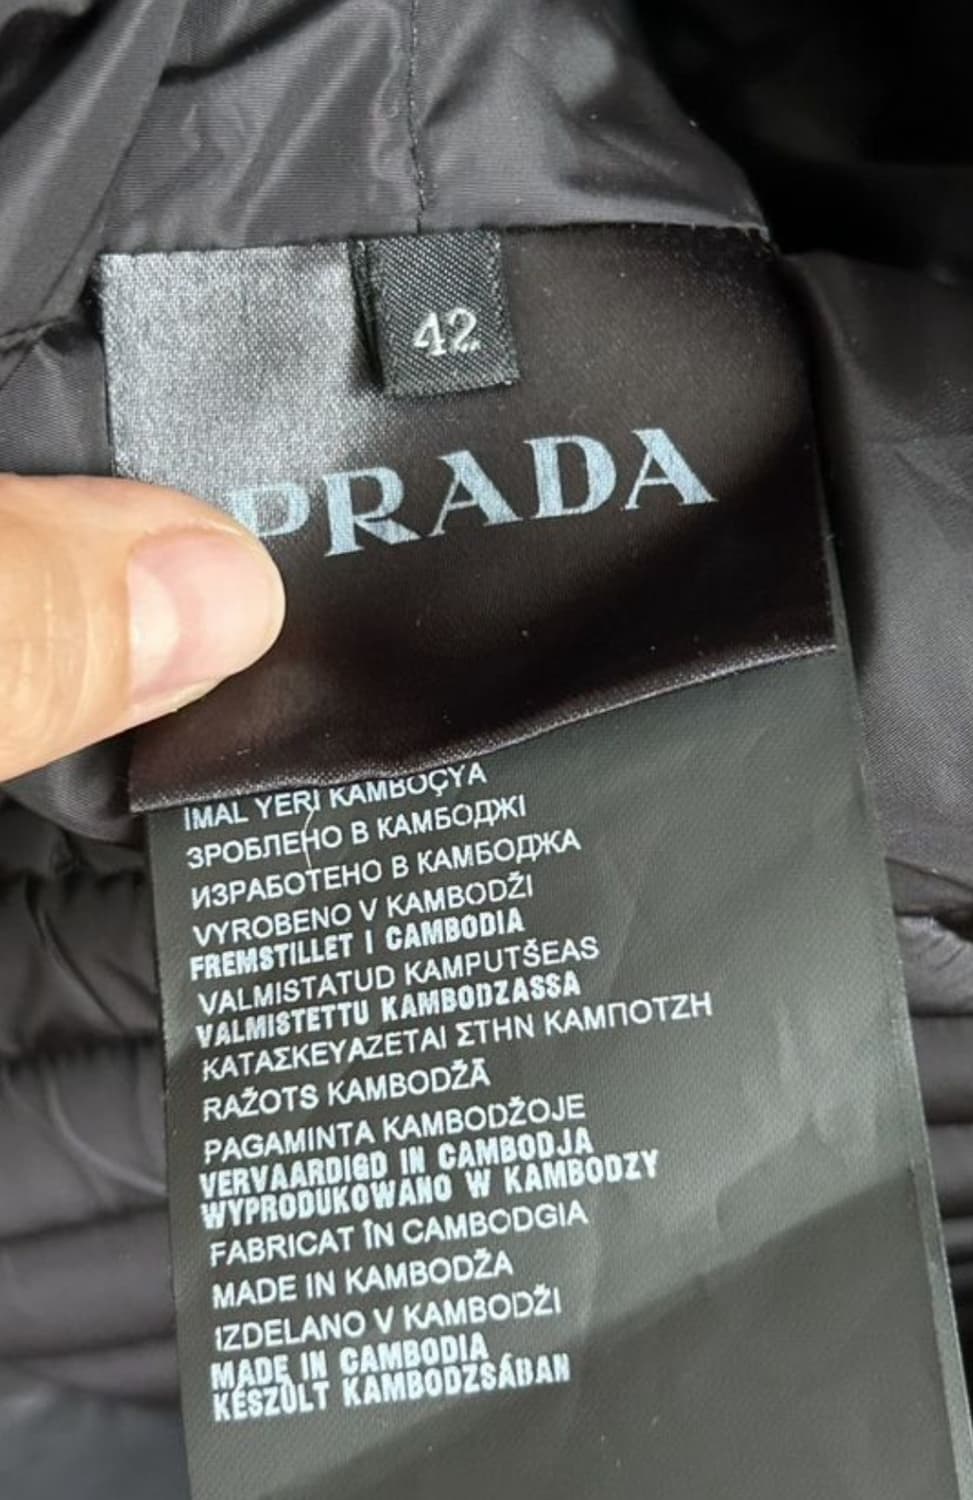 42
PRADA
İMAL YERİ KAMBOÇYA
ЗРОБЛЕНО В КАМБОДЖІ
ИЗРАБОТЕНО В КАМБОДЖА
VYROBENO V KAMBODŽI
FREMSTILLET I CAMBODIA
VALMISTATUD KAMPUTŠEAS
VALMISTETTU KAMBODZASSA
ΚΑΤΑΣΚΕΥΑΖΕΤΑΙ ΣΤΗΝ ΚΑΜΠΟΤΖΗ
RAŽOTS KAMBODŽĀ
PAGAMINTA KAMBODŽOJE
VERVAARDIGD IN CAMBODJA
WYPRODUKOWANO W KAMBODZY
FABRICAT ÎN CAMBODGIA
MADE IN KAMBODŽA
IZDELANO V KAMBODŽI
MADE IN CAMBODIA
KÉSZÜLT KAMBODZSÁBAN